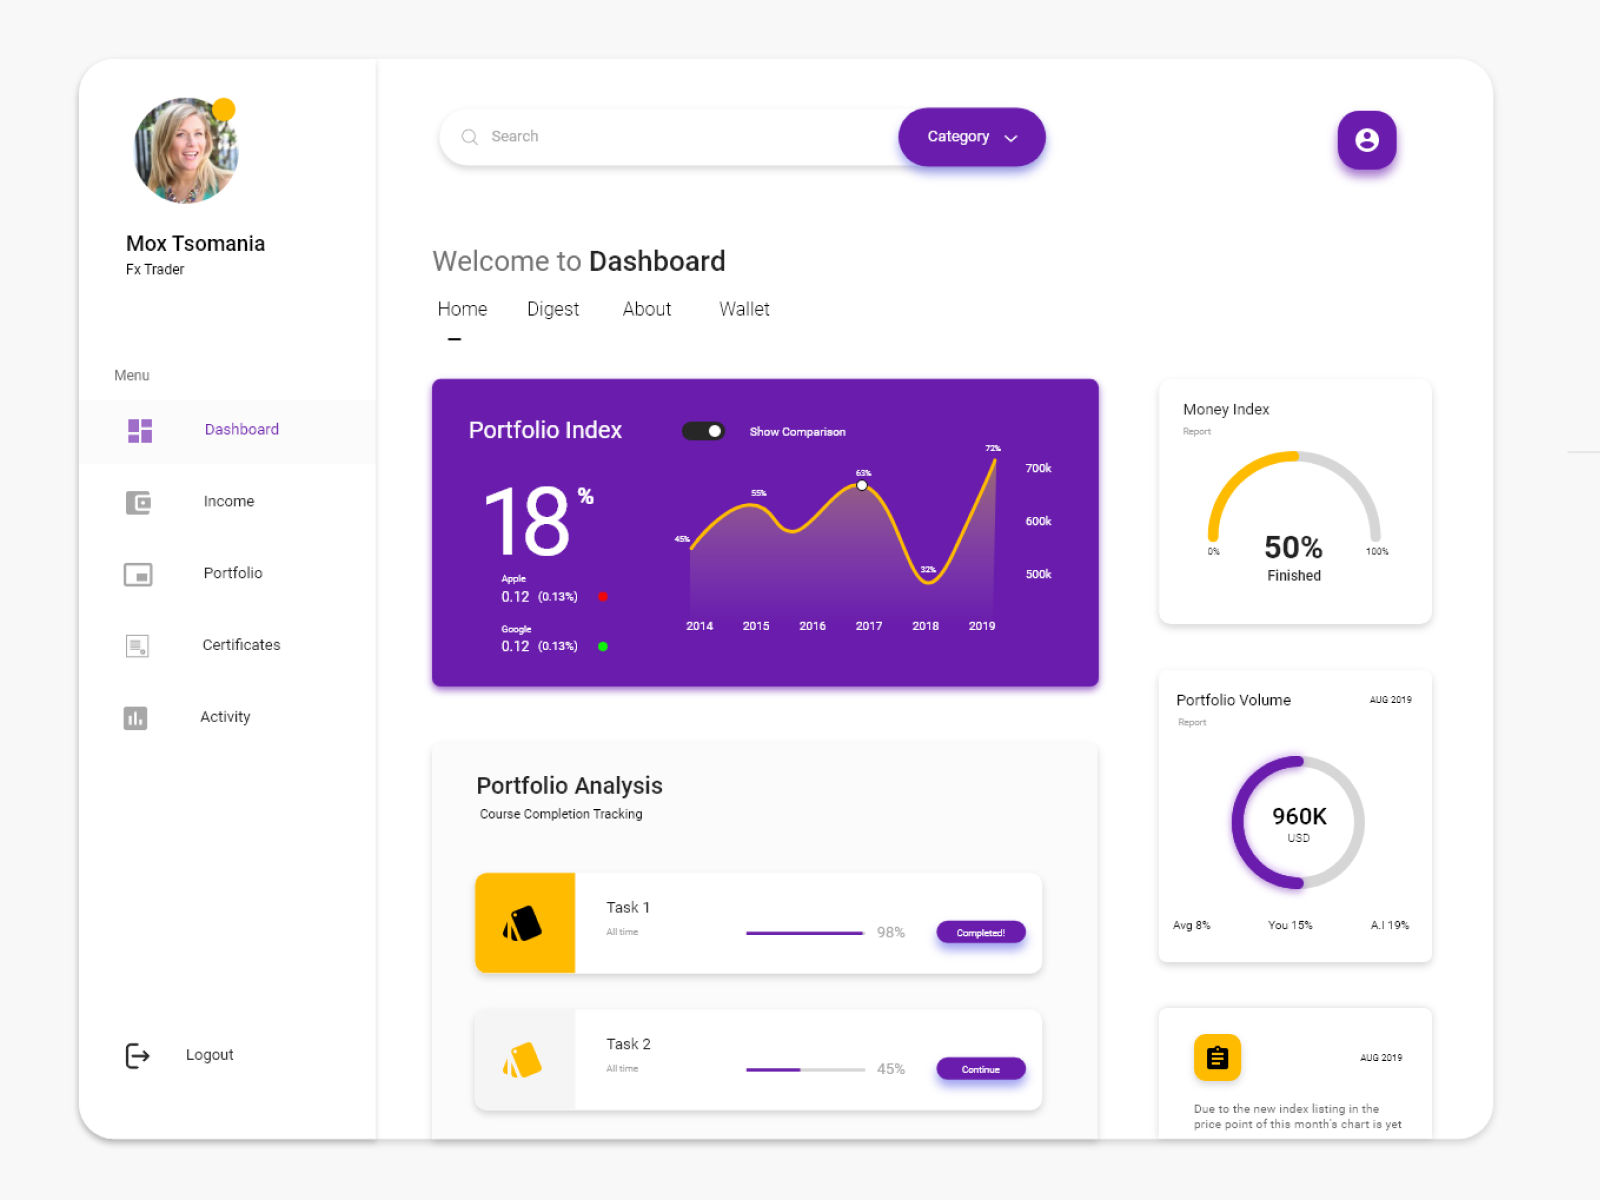 Mox Tsomania
Fx Trader
Menu
Dashboard
Income
Portfolio
Certificates
Activity
Logout
Search
Category
Welcome to Dashboard
Home Digest About Wallet
Portfolio Index
Show Comparison
18 %
Apple
0.12 (0.13%)
Google
0.12 (0.13%)
45%
55%
63%
32%
72%
700k
600k
500k
2014 2015 2016 2017 2018 2019
Money Index
Report
0%
50%
100%
Finished
Portfolio Volume
AUG 2019
Report
960K
USD
Avg 8% You 15% A.I 19%
Portfolio Analysis
Course Completion Tracking
Task 1
All time
98%
Completed!
Task 2
All time
45%
Continue
AUG 2019
Due to the new index listing in the
price point of this month's chart is yet